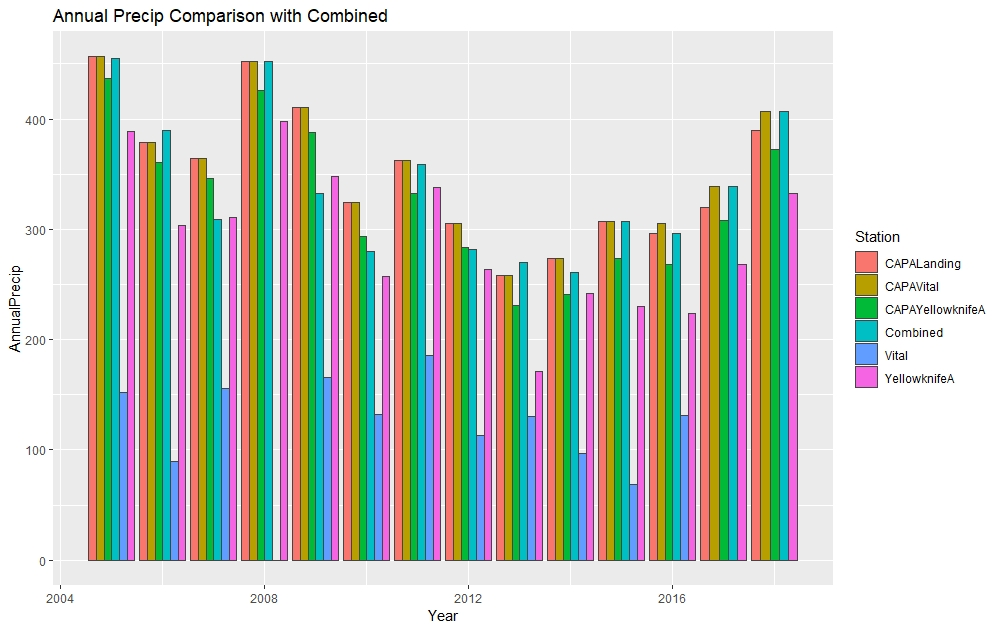 Annual Precip Comparison with Combined
AnnualPrecip
400
300
200
100
0
2004
2008
2012
2016
Year
Station
CAPALanding
CAPAVital
CAPAYellowknifeA
Combined
Vital
YellowknifeA